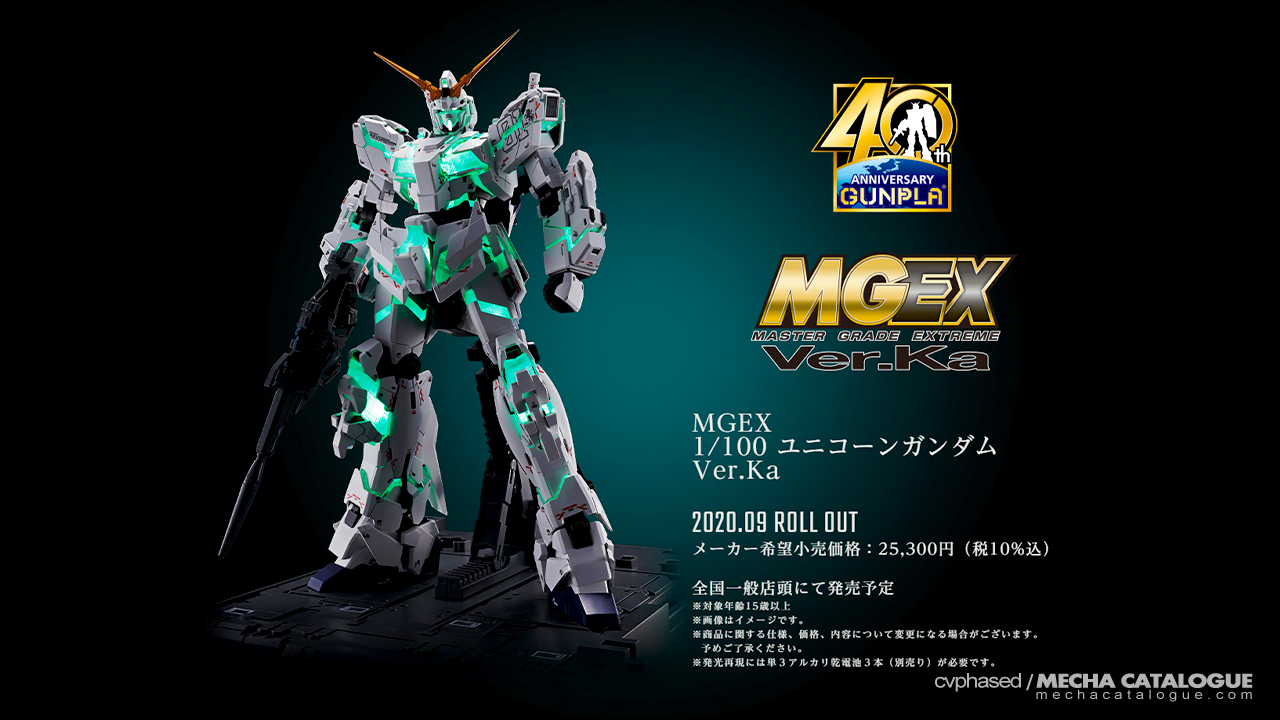 40th
ANNIVERSARY
GUNPLA
MGEX
MASTER GRADE EXTREME
Ver.Ka
MGEX
1/100 ユニコーンガンダム
Ver.Ka
2020.09 ROLL OUT
メーカー希望小売価格：25,300円（税10%込）
全国一般店頭にて発売予定
※対象年齢15歳以上
※画像はイメージです。
※商品に関する仕様、価格、内容について変更になる場合がございます。
予めご了承ください。
※発光再現には単３アルカリ乾電池３本（別売り）が必要です。
cvphased / MECHA CATALOGUE
mechacatalogue.com